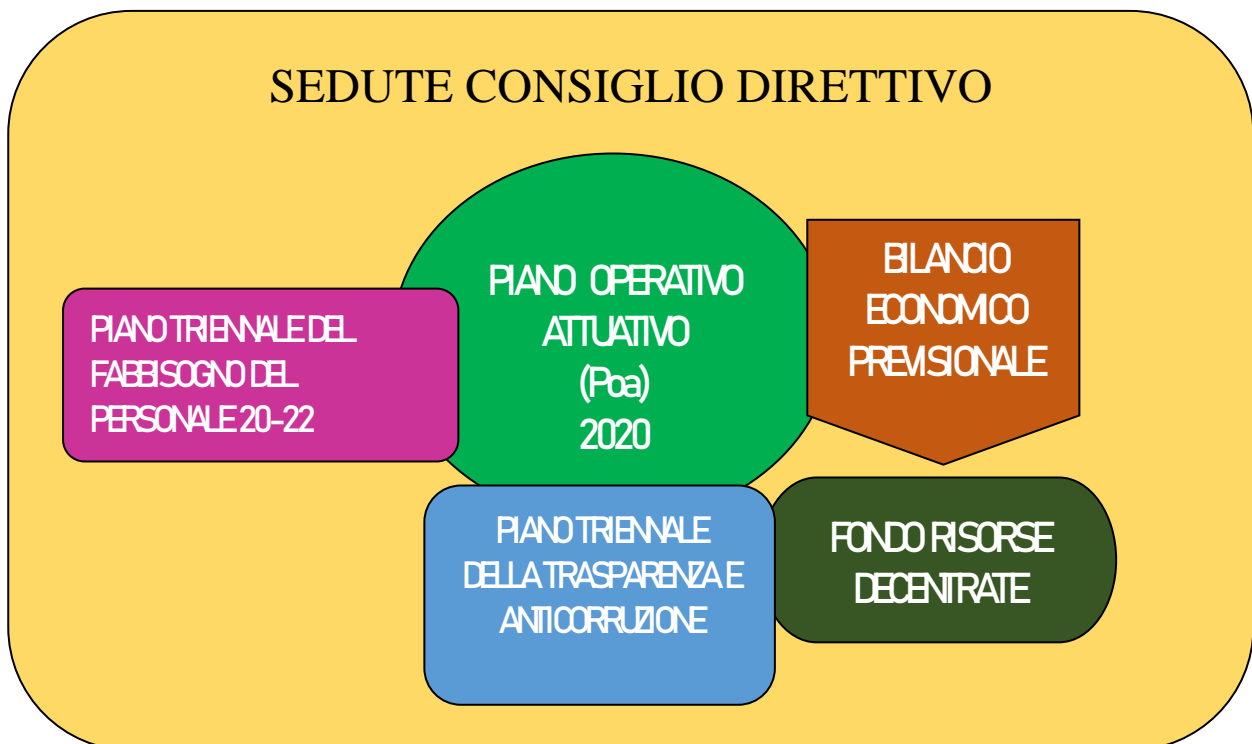 SEDUTE CONSIGLIO DIRETTIVO
PIANO TRIENNALE DEL
FABBISOGNO DEL
PERSONALE 20-22
PIANO OPERATIVO
ATTUATIVO
(Poa)
2020
BILANCIO
ECONOMICO
PREVISIONALE
PIANO TRIENNALE
DELLA TRASPARENZA E
ANTICORRUZIONE
FONDO RISORSE
DECENTRATE